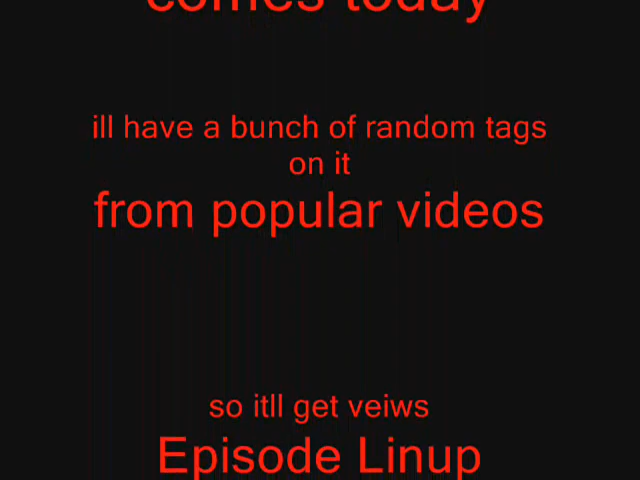 comes today
ill have a bunch of random tags
on it
from popular videos
so itll get veiws
Episode Linup